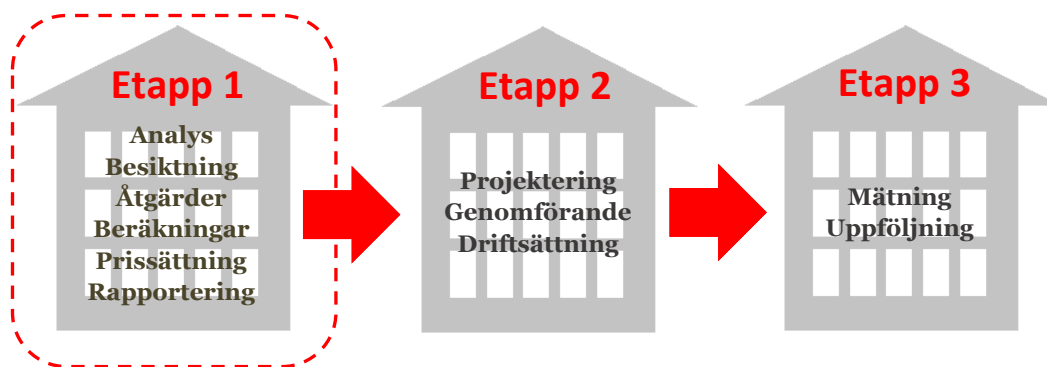 Etapp 1
Analys
Besiktning
Åtgärder
Beräkningar
Prissättning
Rapportering
Etapp 2
Projektering
Genomförande
Driftsättning
Etapp 3
Mätning
Uppföljning